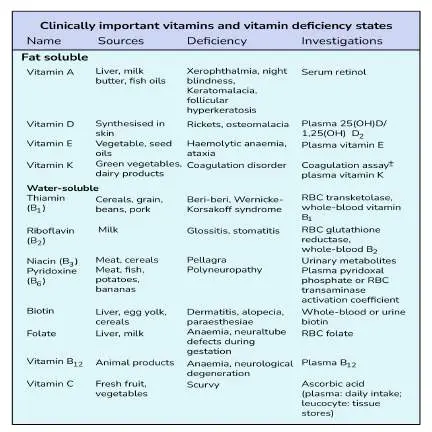 Clinically important vitamins and vitamin deficiency states
Name Sources Deficiency Investigations
Fat soluble
Vitamin A Liver, milk Xerophthalmia, night Serum retinol
butter, fish oils blindness,
Keratomalacia,
follicular
hyperkeratosis
Vitamin D Synthesised in Rickets, osteomalacia Plasma 25(OH)D/
skin 1,25(OH) D2
Vitamin E Vegetable, seed Haemolytic anaemia, Plasma vitamin E
oils ataxia
Vitamin K Green vegetables, Coagulation disorder Coagulation assay‡
dairy products plasma vitamin K
Water-soluble
Thiamin Cereals, grain, Beri-beri, Wernicke- RBC transketolase,
(B1) beans, pork Korsakoff syndrome whole-blood vitamin
B1
Riboflavin Milk Glossitis, stomatitis RBC glutathione
(B2) reductase,
whole-blood B2
Niacin (B3) Meat, cereals Pellagra Urinary metabolites
Pyridoxine Meat, fish, Polyneuropathy Plasma pyridoxal
(B6) potatoes, phosphate or RBC
bananas transaminase
activation coefficient
Biotin Liver, egg yolk, Dermatitis, alopecia, Whole-blood or urine
cereals paraesthesiae biotin
Folate Liver, milk Anaemia, neuraltube RBC folate
defects during
gestation
Vitamin B12 Animal products Anaemia, neurological Plasma B12
degeneration
Vitamin C Fresh fruit, Scurvy Ascorbic acid
vegetables (plasma: daily intake;
leucocyte: tissue
stores)